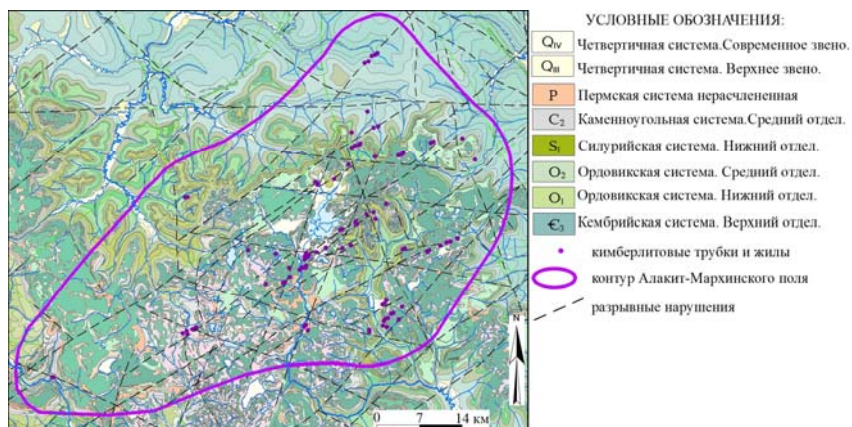 УСЛОВНЫЕ ОБОЗНАЧЕНИЯ:
QIV Четвертичная система.Современное звено.
QIII Четвертичная система. Верхнее звено.
P Пермская система нерасчлененная
C2 Каменноугольная система.Средний отдел.
S1 Силурийская система. Нижний отдел.
O2 Ордовикская система. Средний отдел.
O1 Ордовикская система. Нижний отдел.
Є3 Кембрийская система. Верхний отдел.
кимберлитовые трубки и жилы
контур Алакит-Мархинского поля
разрывные нарушения
N
0 7 14 км